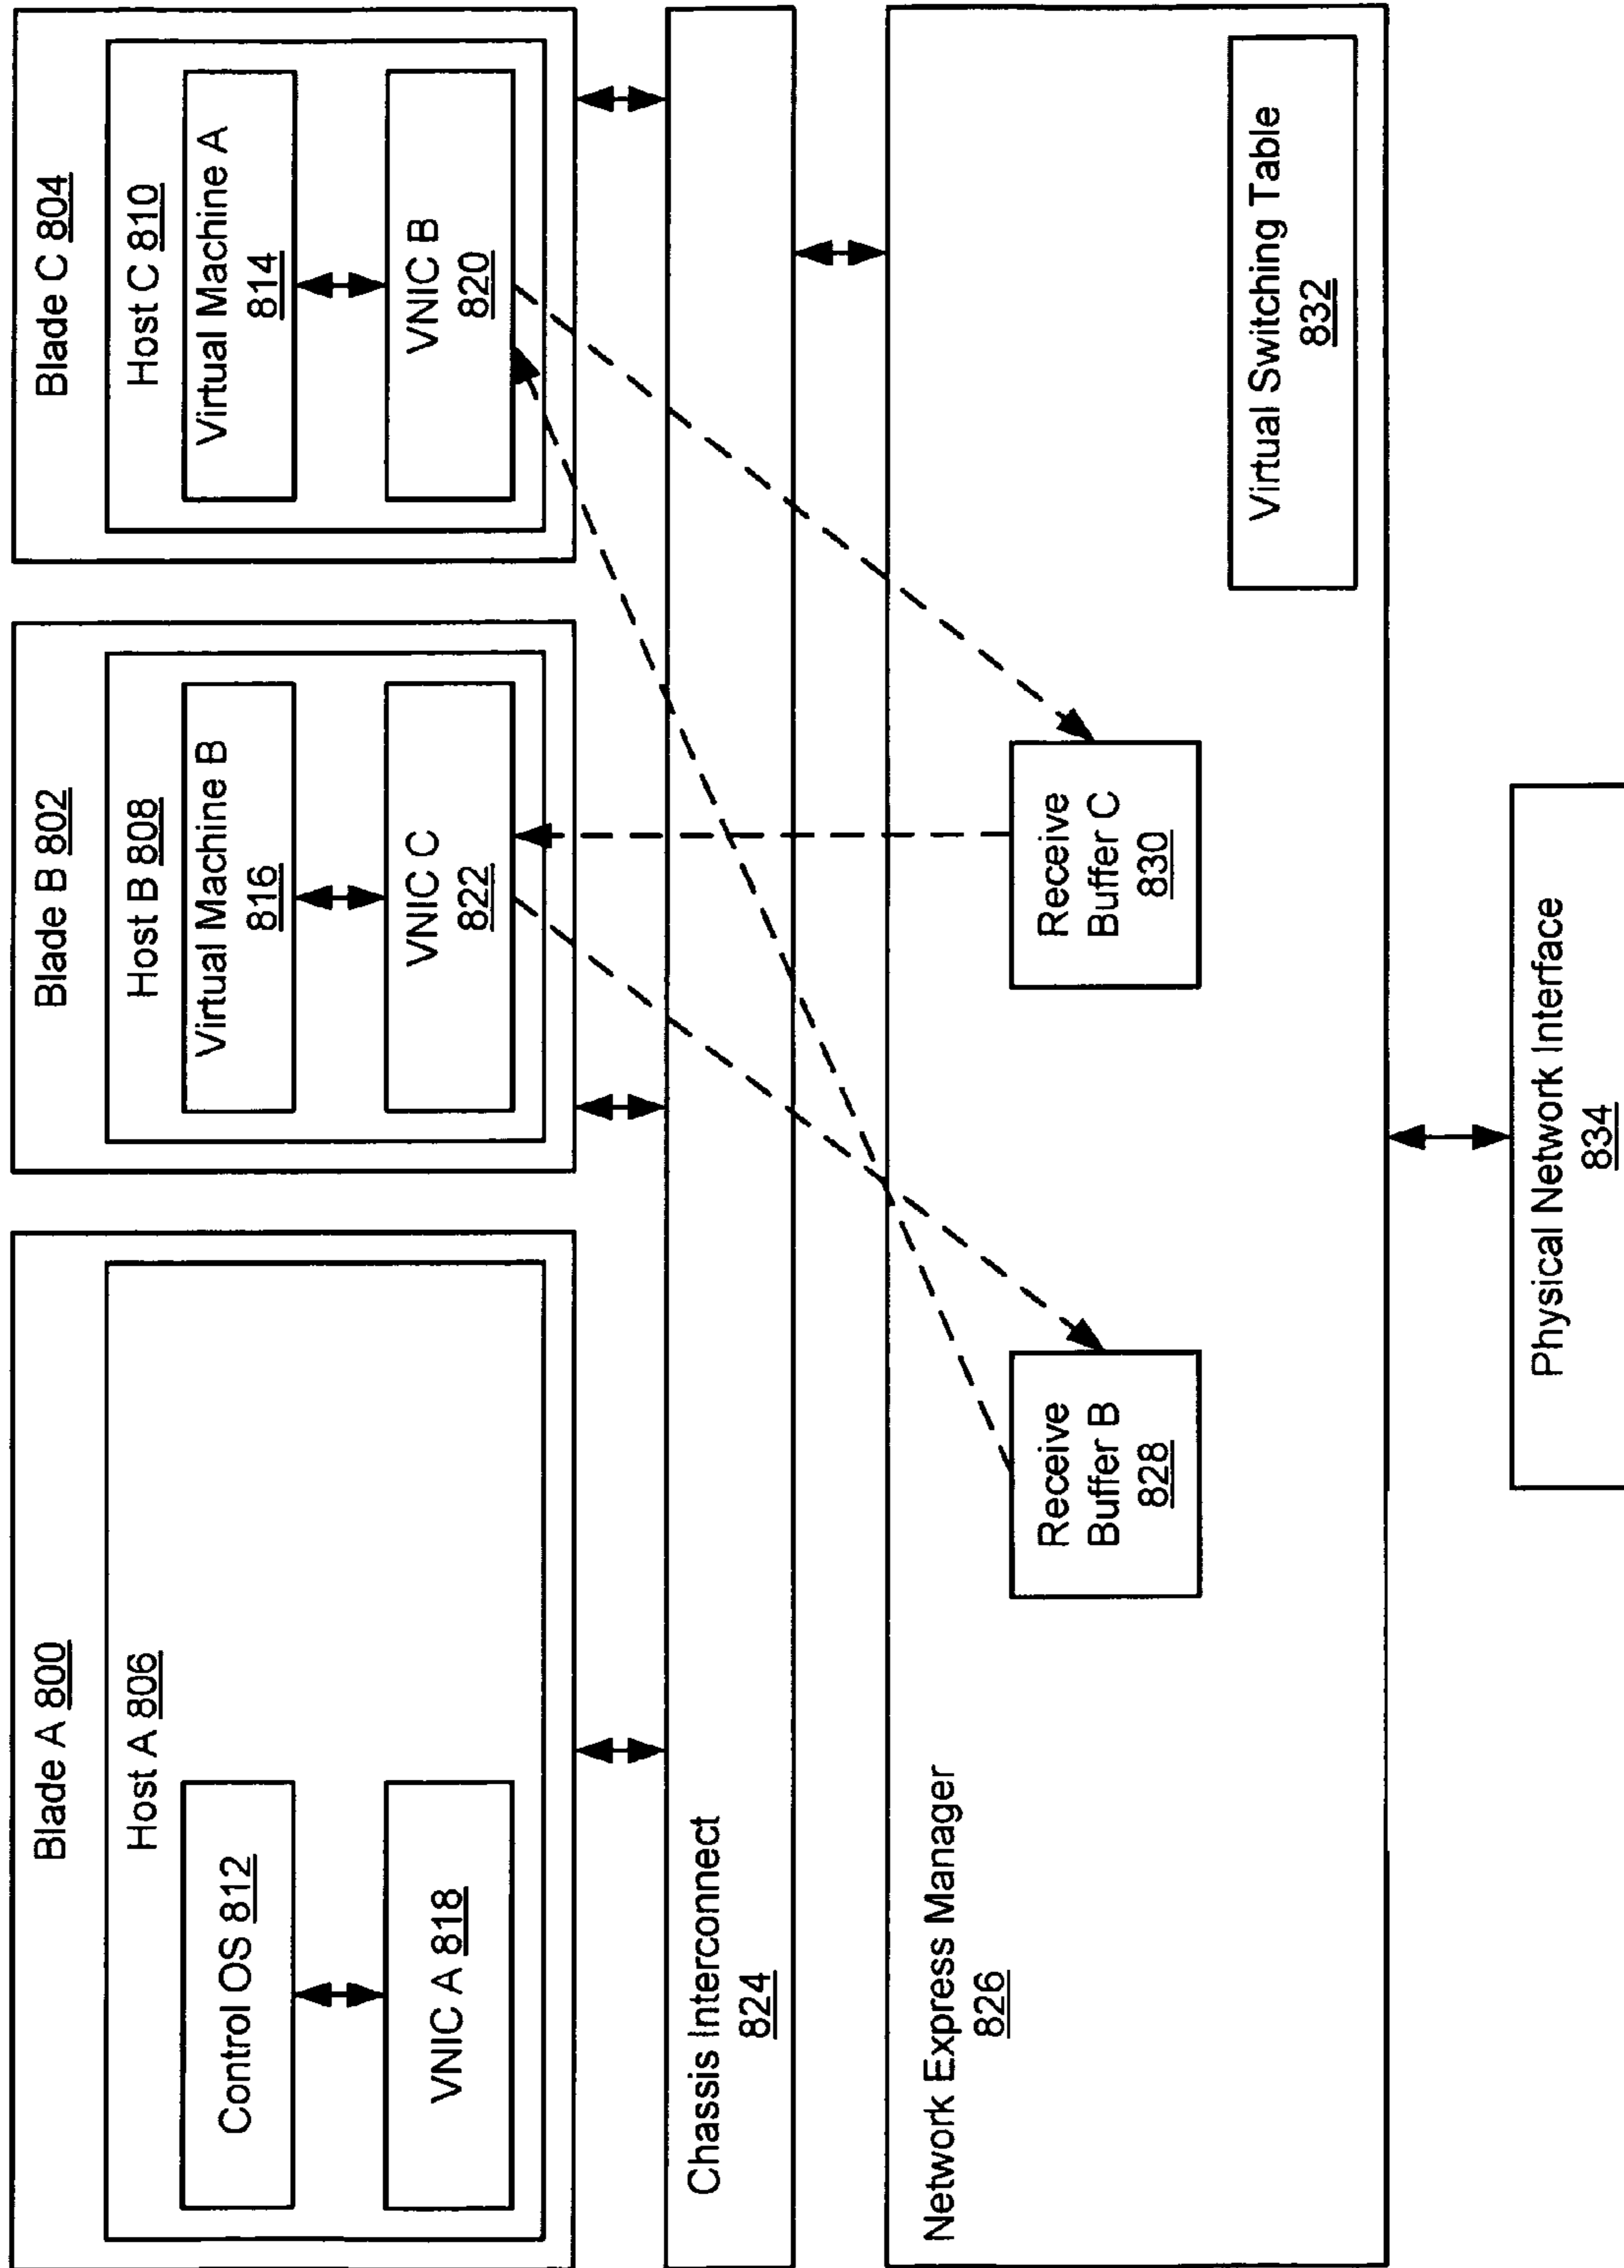 Blade A 800
Host A 806
Control OS 812
VNIC A 818
Blade B 802
Host B 808
Virtual Machine B
816
VNIC C
822
Blade C 804
Host C 810
Virtual Machine A
814
VNIC B
820
Chassis Interconnect
824
Network Express Manager
826
Receive
Buffer B
828
Receive
Buffer C
830
Virtual Switching Table
832
Physical Network Interface
834